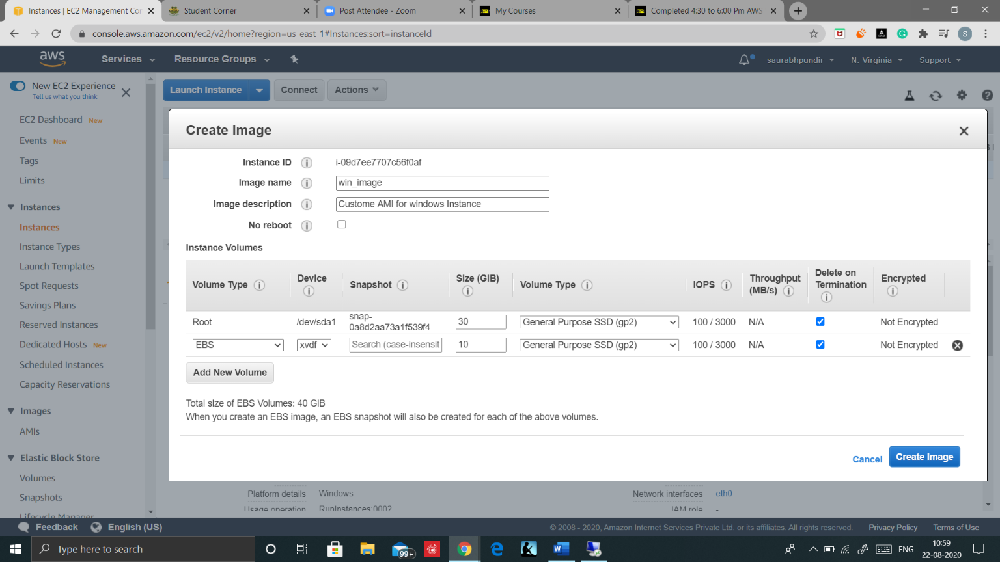 Instances | EC2 Management Con
Student Corner
Post Attendee - Zoom
My Courses
Completed 4:30 to 6:00 Pm AWS
console.aws.amazon.com/ec2/v2/home?region=us-east-1#Instances:sort=instanceId
S
aws
Services
Resource Groups
saurabhpundir
N. Virginia
Support
New EC2 Experience
Tell us what you think
Launch Instance
Connect
Actions
EC2 Dashboard New
Events New
Tags
Limits
Instances
Instances
Instance Types
Launch Templates
Spot Requests
Savings Plans
Reserved Instances
Dedicated Hosts New
Scheduled Instances
Capacity Reservations
Images
AMIs
Elastic Block Store
Volumes
Snapshots
Lifecycle Manager
Create Image
Instance ID i-09d7ee7707c56f0af
Image name win_image
Image description Custome AMI for windows Instance
No reboot
Instance Volumes
Volume Type Device Snapshot Size (GiB) Volume Type IOPS Throughput (MB/s) Delete on Termination Encrypted
Root /dev/sda1 snap-0a8d2aa73a1f539f4 30 General Purpose SSD (gp2) 100 / 3000 N/A Not Encrypted
EBS xvdf Search (case-insensit 10 General Purpose SSD (gp2) 100 / 3000 N/A Not Encrypted
Add New Volume
Total size of EBS Volumes: 40 GiB
When you create an EBS image, an EBS snapshot will also be created for each of the above volumes.
Cancel
Create Image
Platform details Windows
Network interfaces eth0
Usage operation RunInstances:0002
IAM role -
Feedback
English (US)
© 2008 - 2020, Amazon Internet Services Private Ltd. or its affiliates. All rights reserved.
Privacy Policy
Terms of Use
Type here to search
99+
ENG
10:59
22-08-2020